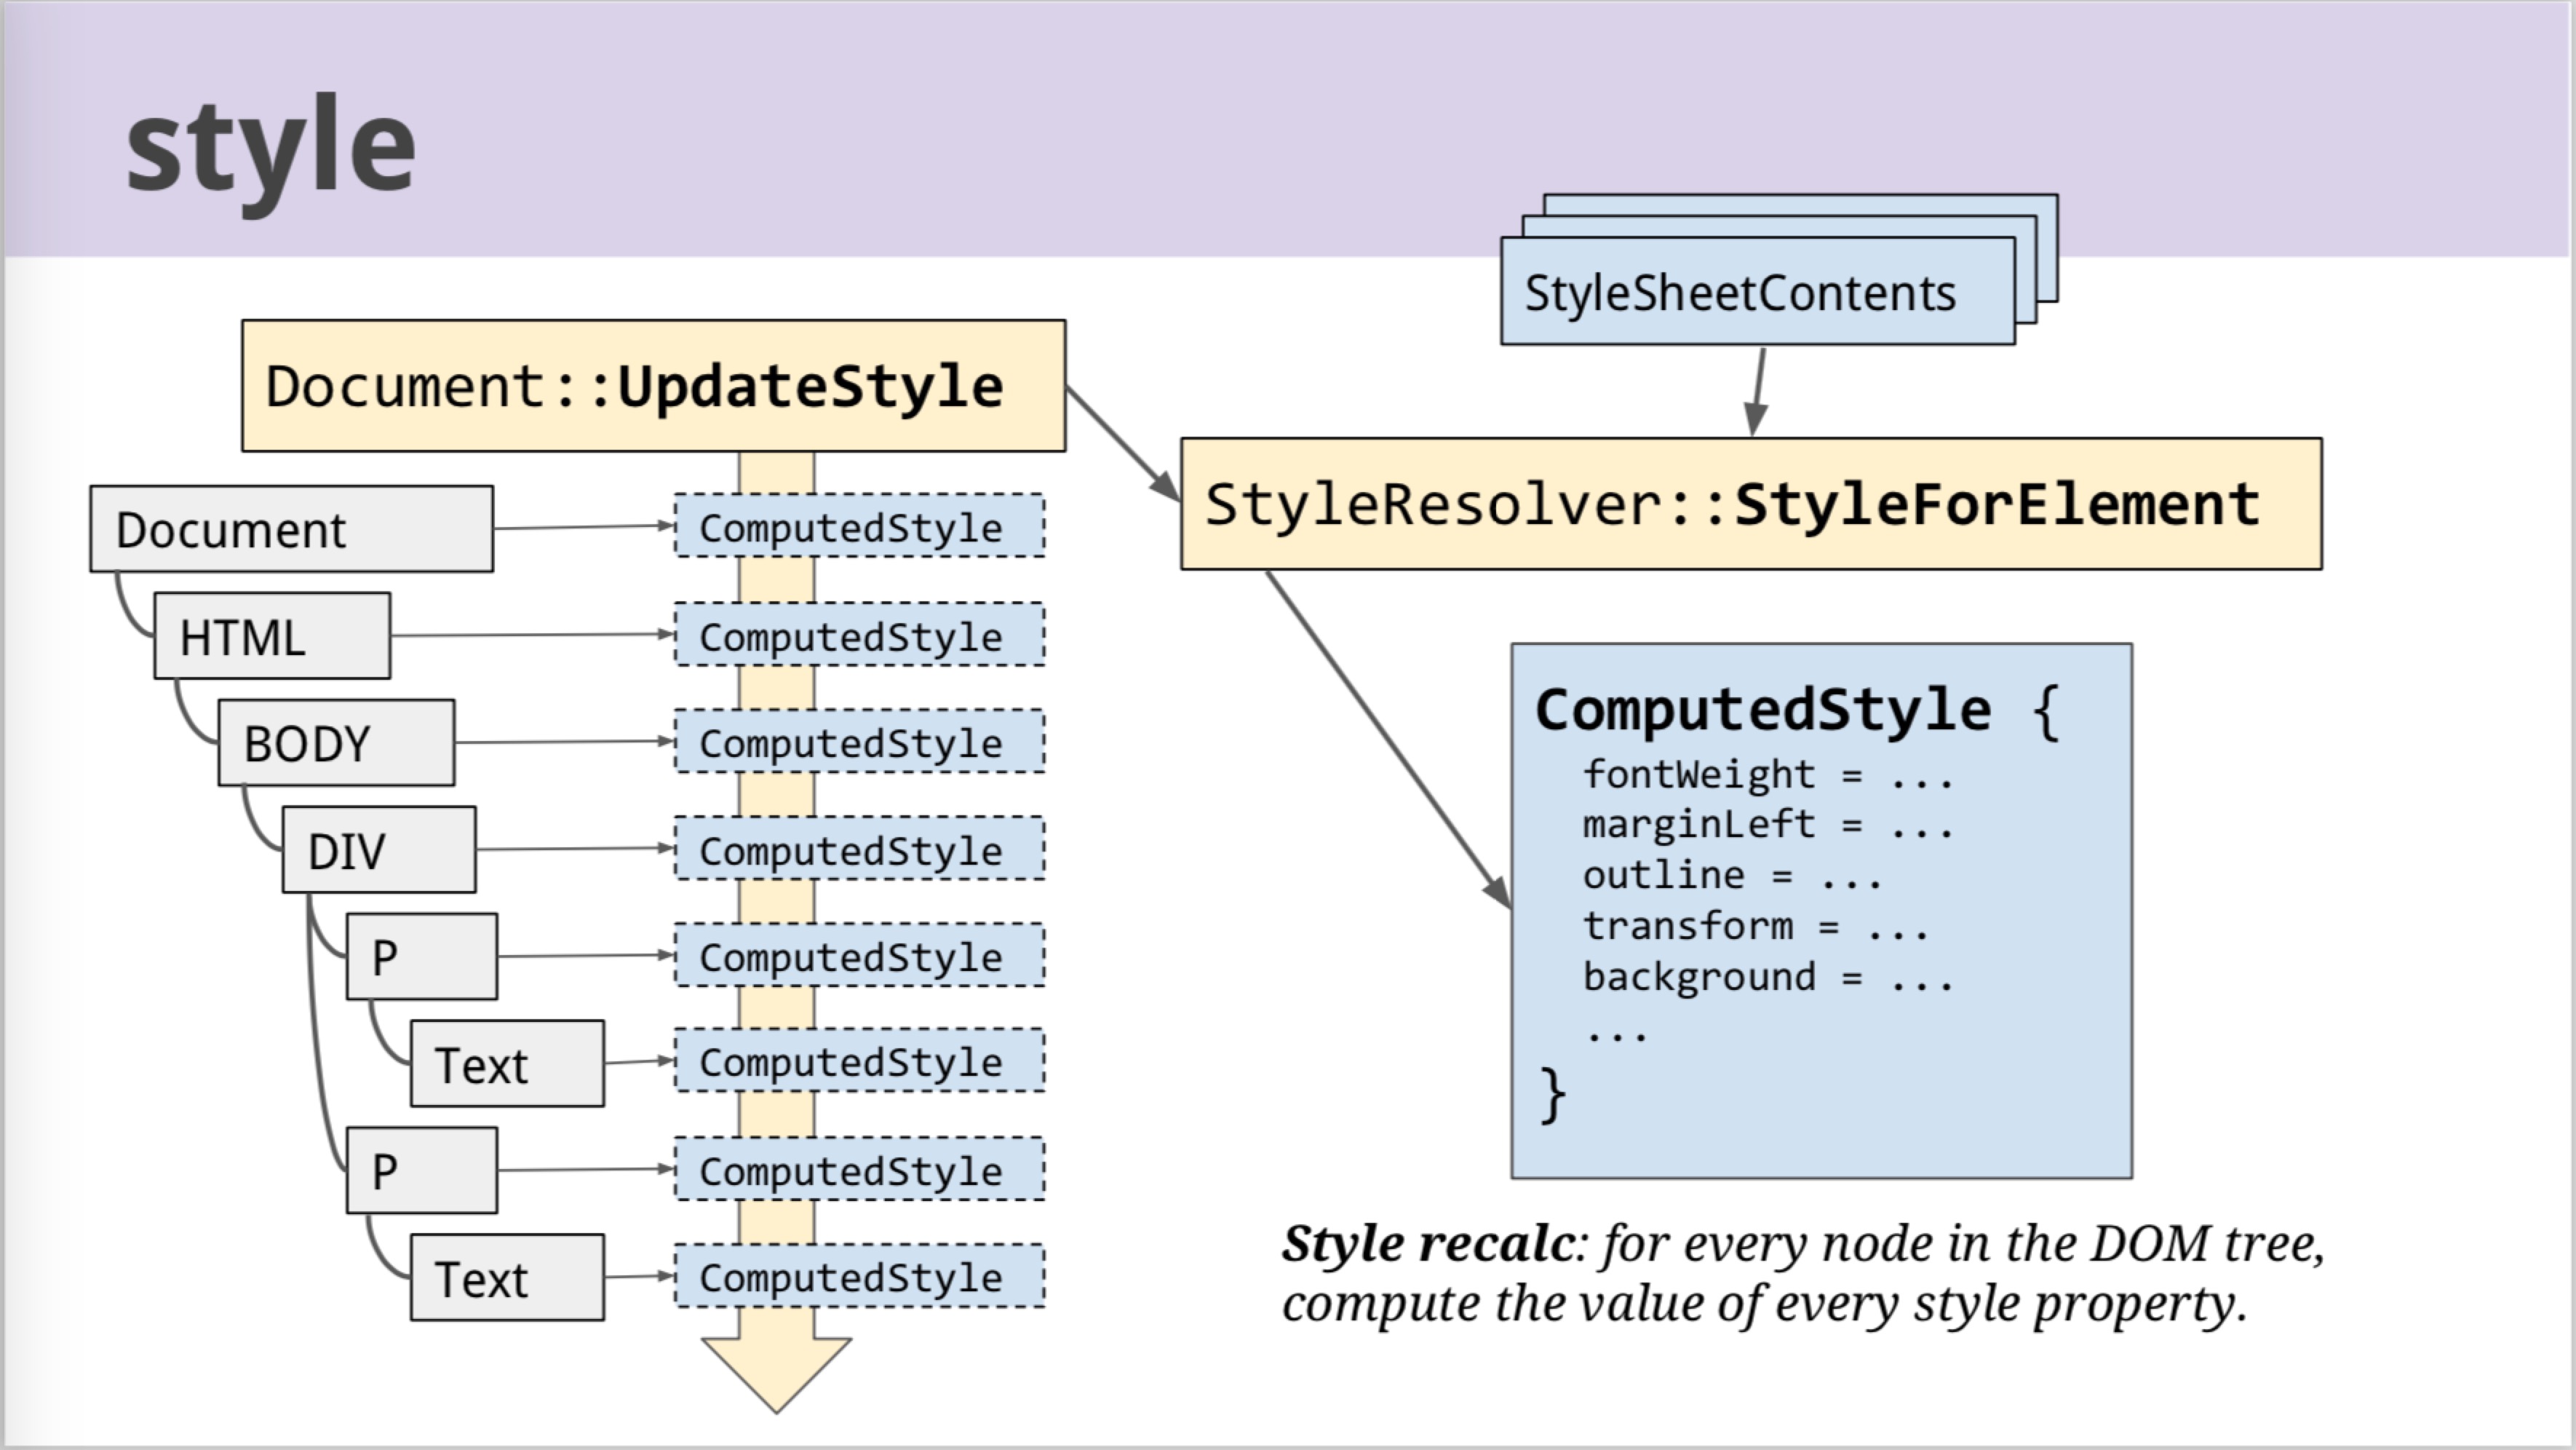 style
StyleSheetContents
Document::UpdateStyle
StyleResolver::StyleForElement
Document
ComputedStyle
HTML
ComputedStyle
BODY
ComputedStyle
DIV
ComputedStyle
P
ComputedStyle
Text
ComputedStyle
P
ComputedStyle
Text
ComputedStyle
ComputedStyle {
fontWeight = ...
marginLeft = ...
outline = ...
transform = ...
background = ...
...
}
Style recalc: for every node in the DOM tree,
compute the value of every style property.